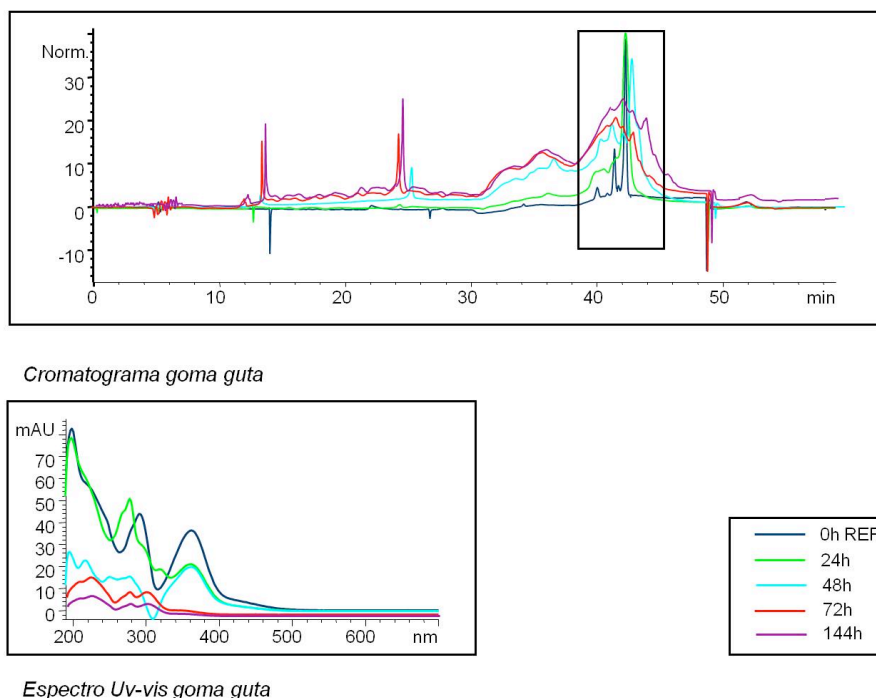 Norm.
30
20
10
0
-10
0 10 20 30 40 50 min
Cromatograma goma guta
mAU
70
60
50
40
30
20
10
0
200 300 400 500 600 nm
0h REF
24h
48h
72h
144h
Espectro Uv-vis goma guta